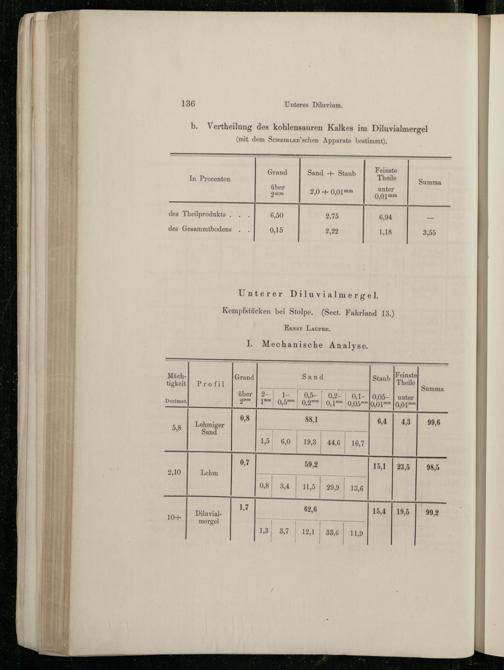 136 Unteres Diluvium.
b. Vertheilung des kohlensauren Kalkes im Diluvialmergel
(mit dem SCHEIBLER'schen Apparate bestimmt).
In Procenten Grand über 2mm Sand + Staub 2,0 + 0,01mm Feinste Theile unter 0,01mm Summa
des Theilprodukts . . . 6,50 2,75 6,94 —
des Gesammtbodens . . 0,15 2,22 1,18 3,55
Unterer Diluvialmergel.
Kempfstücken bei Stolpe. (Sect. Fahrland 13.)
ERNST LAUFER.
I. Mechanische Analyse.
Mächtigkeit Decimet. Profil Grand über 2mm Sand Staub 0,05–0,01mm Feinste Theile unter 0,01mm Summa
2–1mm 1–0,5mm 0,5–0,2mm 0,2–0,1mm 0,1–0,05mm
5,8 Lehmiger Sand 0,8 88,1 6,4 4,3 99,6
1,5 6,0 19,3 44,6 16,7
2,10 Lehm 0,7 59,2 15,1 23,5 98,5
0,8 3,4 11,5 29,9 13,6
10+ Diluvial-mergel 1,7 62,6 15,4 19,5 99,2
1,3 3,7 12,1 33,6 11,9